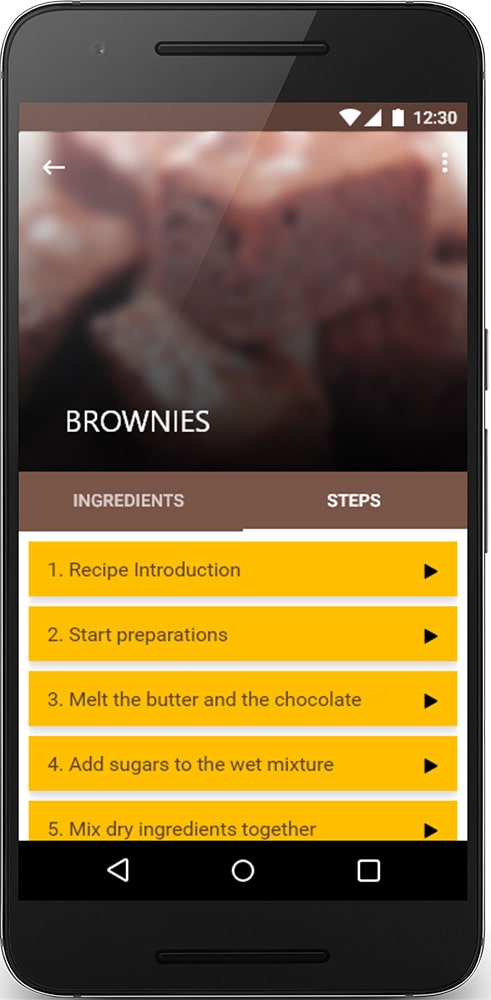 12:30
BROWNIES
INGREDIENTS STEPS
1. Recipe Introduction
2. Start preparations
3. Melt the butter and the chocolate
4. Add sugars to the wet mixture
5. Mix dry ingredients together